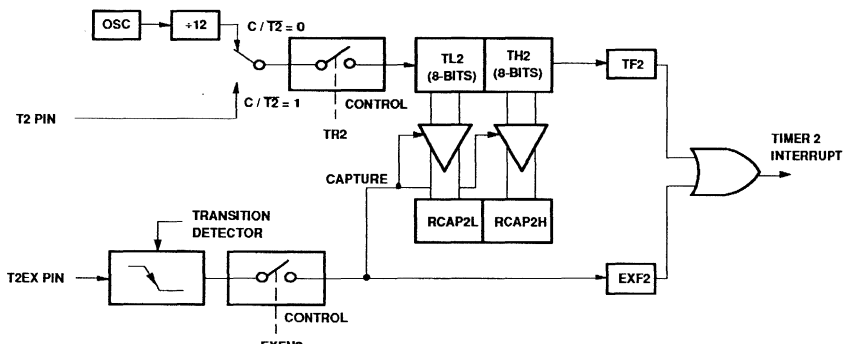 OSC
÷12
C / T2̅ = 0
TL2
(8-BITS)
TH2
(8-BITS)
TF2
C / T2̅ = 1
CONTROL
T2 PIN
TR2
TIMER 2
INTERRUPT
CAPTURE
RCAP2L
RCAP2H
TRANSITION
DETECTOR
T2EX PIN
EXF2
CONTROL